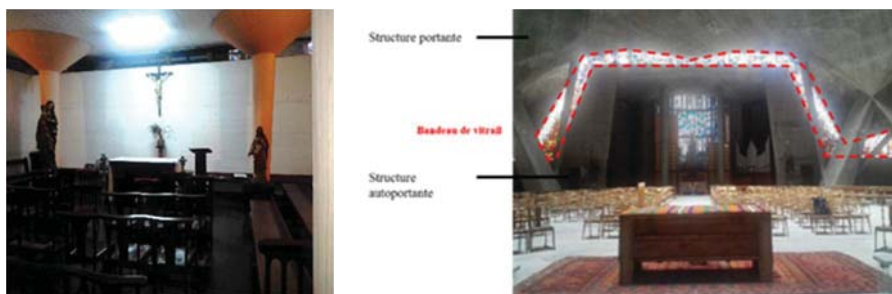 Structure portante
Bandeau de vitrail
Structure
autoportante